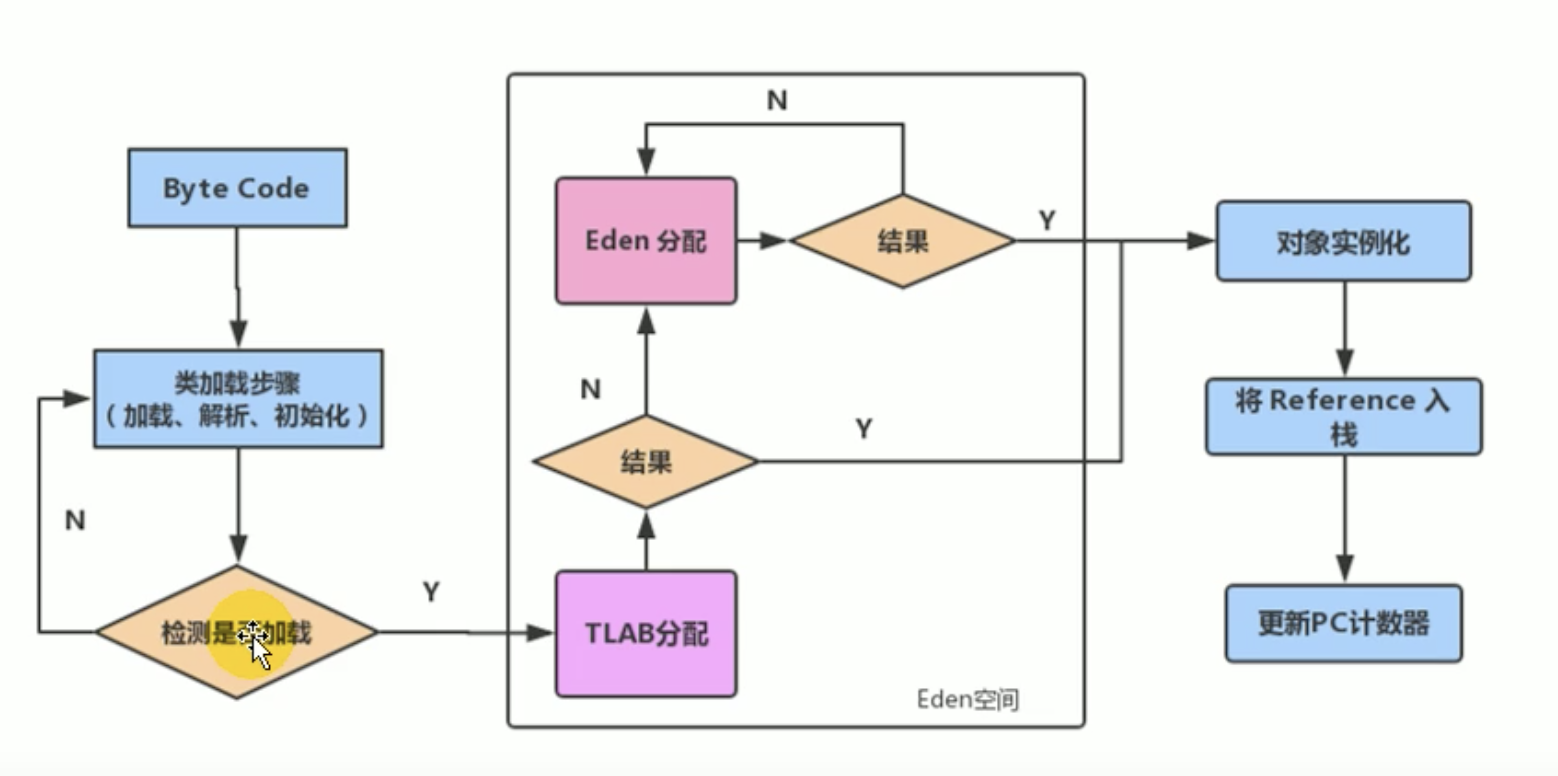 Byte Code
类加载步骤
（加载、解析、初始化）
N
检测是 加载
Y
N
Eden 分配
结果
Y
N
结果
Y
TLAB分配
Eden空间
对象实例化
将 Reference 入
栈
更新PC计数器